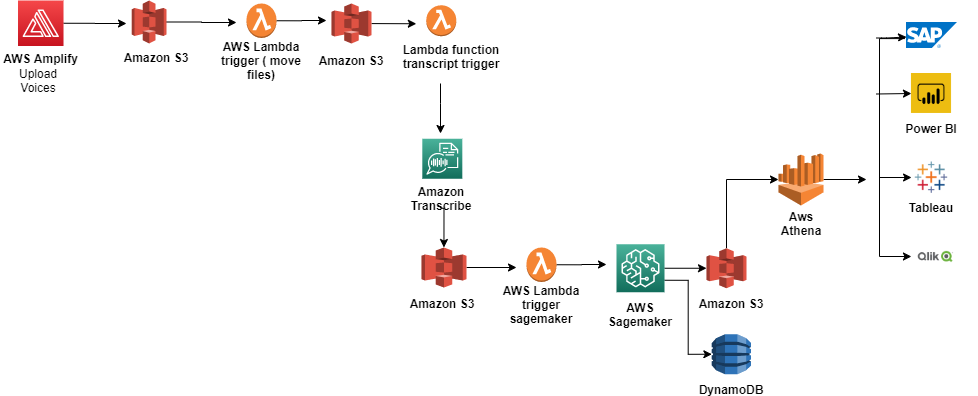 AWS Amplify
Upload
Voices
Amazon S3
AWS Lambda
trigger ( move
files)
Amazon S3
Lambda function
transcript trigger
SAP
Power BI
Amazon
Transcribe
Tableau
Aws
Athena
Qlik
Amazon S3
AWS Lambda
trigger
sagemaker
AWS
Sagemaker
Amazon S3
DynamoDB